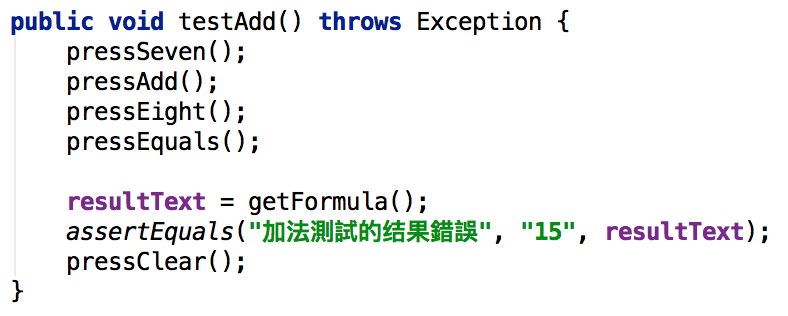 public void testAdd() throws Exception {
    pressSeven();
    pressAdd();
    pressEight();
    pressEquals();

    resultText = getFormula();
    assertEquals("加法測試的结果錯誤", "15", resultText);
    pressClear();
}